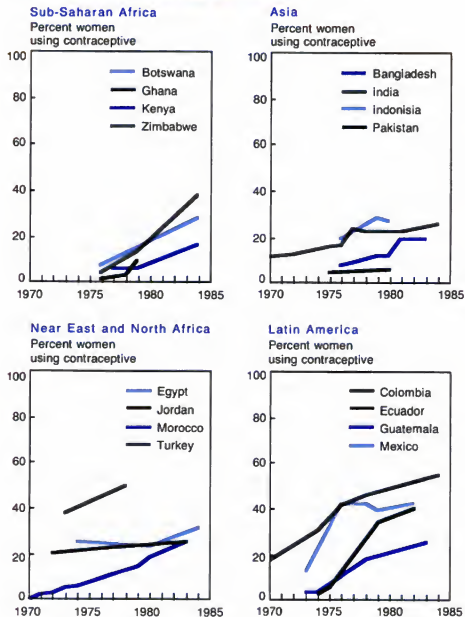 Sub-Saharan Africa
Percent women
using contraceptive
100
80
60
40
20
0
1970 1975 1980 1985
Botswana
Ghana
Kenya
Zimbabwe
Asia
Percent women
using contraceptive
100
80
60
40
20
0
1970 1975 1980 1985
Bangladesh
india
indonisia
Pakistan
Near East and North Africa
Percent women
using contraceptive
100
80
60
40
20
0
1970 1975 1980 1985
Egypt
Jordan
Morocco
Turkey
Latin America
Percent women
using contraceptive
100
80
60
40
20
0
1970 1975 1980 1985
Colombia
Ecuador
Guatemala
Mexico